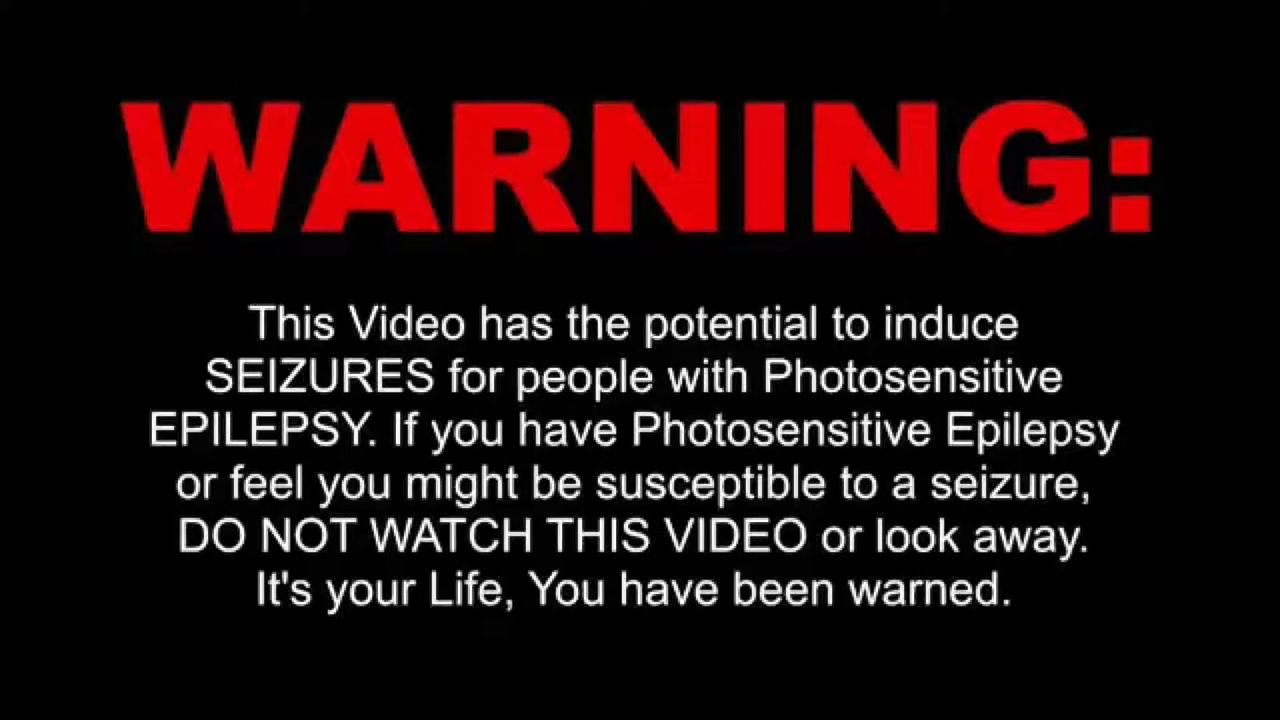 WARNING:
This Video has the potential to induce
SEIZURES for people with Photosensitive
EPILEPSY. If you have Photosensitive Epilepsy
or feel you might be susceptible to a seizure,
DO NOT WATCH THIS VIDEO or look away.
It's your Life, You have been warned.